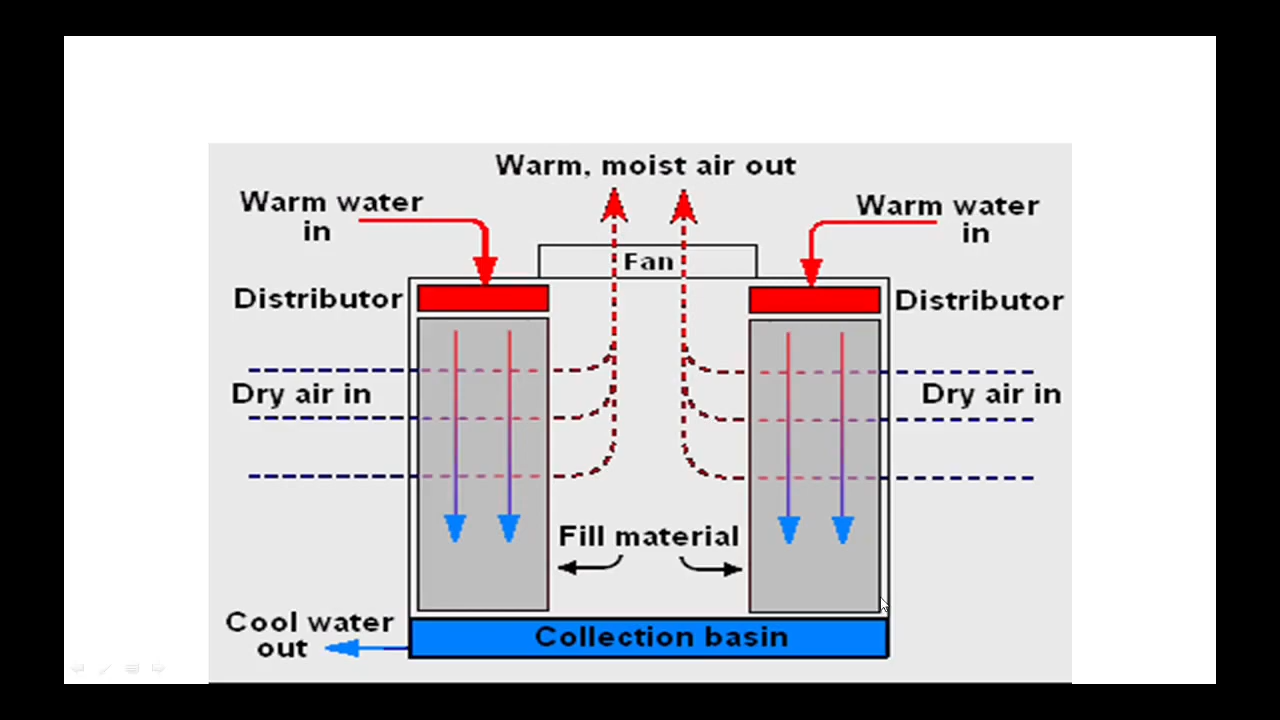 Warm, moist air out
Warm water
in
Warm water
in
Fan
Distributor
Distributor
Dry air in
Dry air in
Fill material
Cool water
out
Collection basin